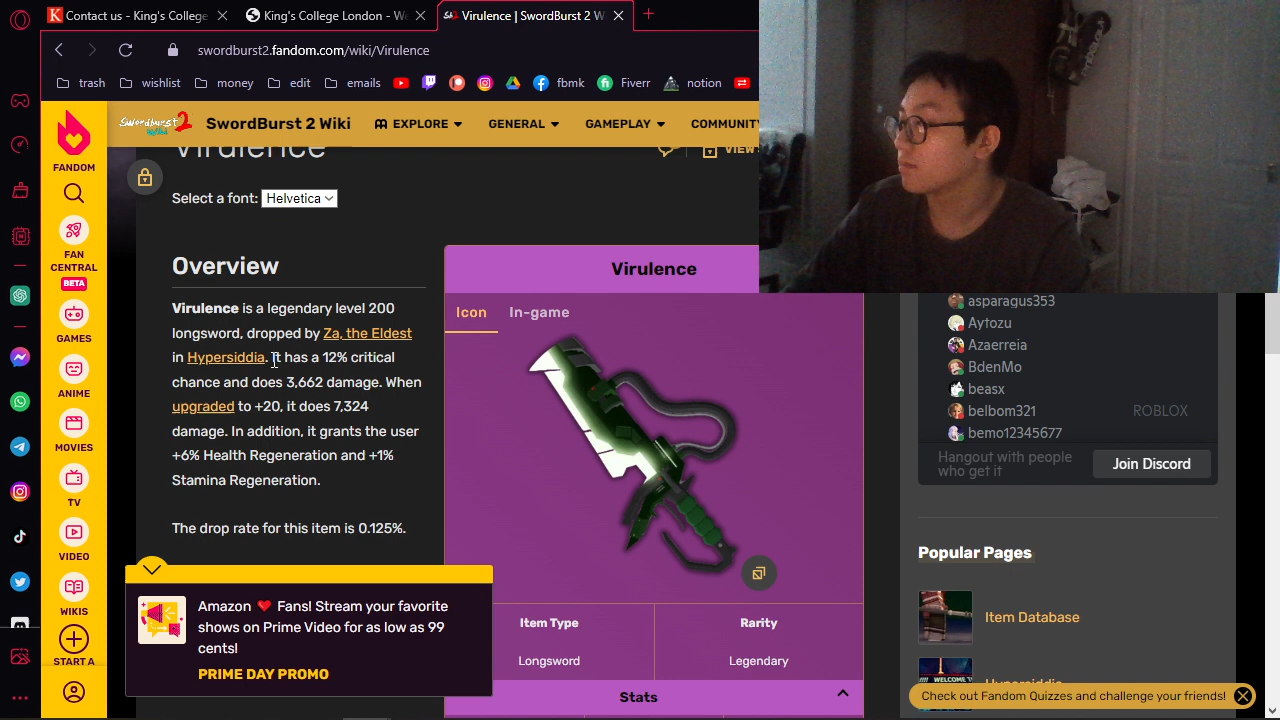 Contact us - King's College
King's College London - We
Virulence | SwordBurst 2 W
swordburst2.fandom.com/wiki/Virulence
trash
wishlist
money
edit
emails
fbmk
Fiverr
notion
FANDOM
FAN
CENTRAL
BETA
GAMES
ANIME
MOVIES
TV
VIDEO
WIKIS
START A
SwordBurst 2 Wiki
EXPLORE
GENERAL
GAMEPLAY
COMMUNITY
Virulence
VIEW
Select a font: Helvetica
Overview
Virulence is a legendary level 200
longsword, dropped by Za, the Eldest
in Hypersiddia. It has a 12% critical
chance and does 3,662 damage. When
upgraded to +20, it does 7,324
damage. In addition, it grants the user
+6% Health Regeneration and +1%
Stamina Regeneration.
The drop rate for this item is 0.125%.
Virulence
Icon
In-game
Item Type
Rarity
Longsword
Legendary
Stats
Amazon ❤️ Fans! Stream your favorite
shows on Prime Video for as low as 99
cents!
PRIME DAY PROMO
asparagus353
Aytozu
Azaerreia
BdenMo
beasx
belbom321 ROBLOX
bemo12345677
Hangout with people
who get it
Join Discord
Popular Pages
Item Database
Hypersiddia
Check out Fandom Quizzes and challenge your friends!